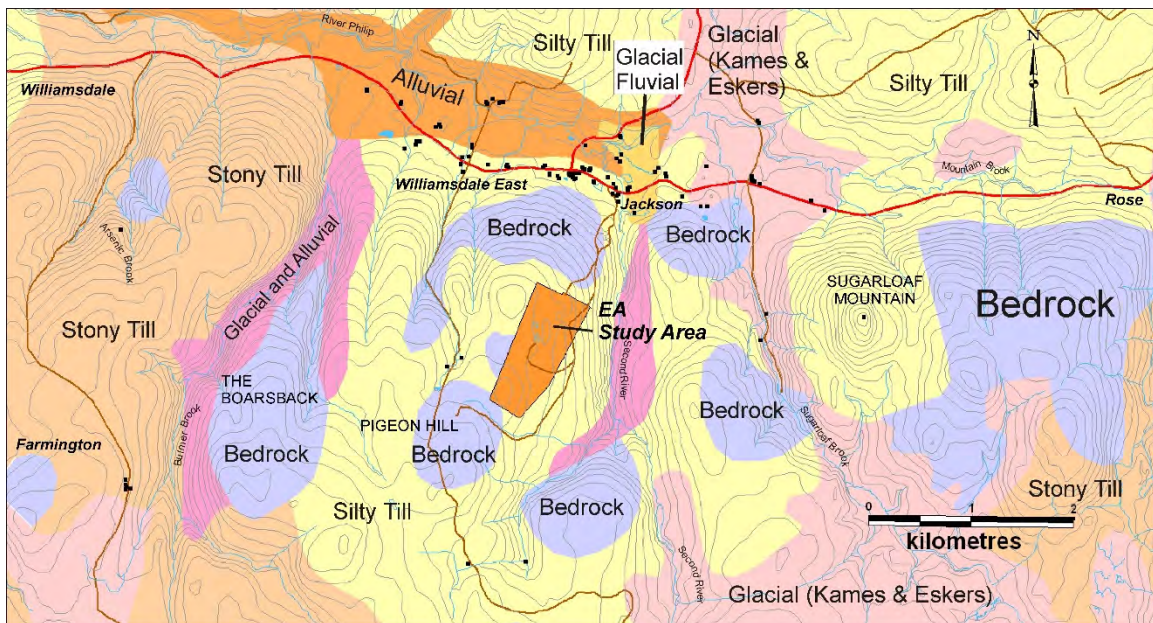 River Philip
Silty Till
Glacial
Fluvial
Glacial
(Kames &
Eskers)
N
Silty Till
Williamsdale
Alluvial
Mountain
Brook
Stony Till
Williamsdale East
Jackson
Rose
Arsenic Brook
Glacial and Alluvial
Bedrock
Bedrock
SUGARLOAF
MOUNTAIN
Bedrock
EA
Study Area
Stony Till
Second River
THE
BOARSBACK
Bulmer Brook
PIGEON HILL
Bedrock
Bedrock
Bedrock
Sugarloaf Brook
Farmington
Silty Till
Bedrock
Stony Till
0 1 2
kilometres
Second River
Glacial (Kames & Eskers)